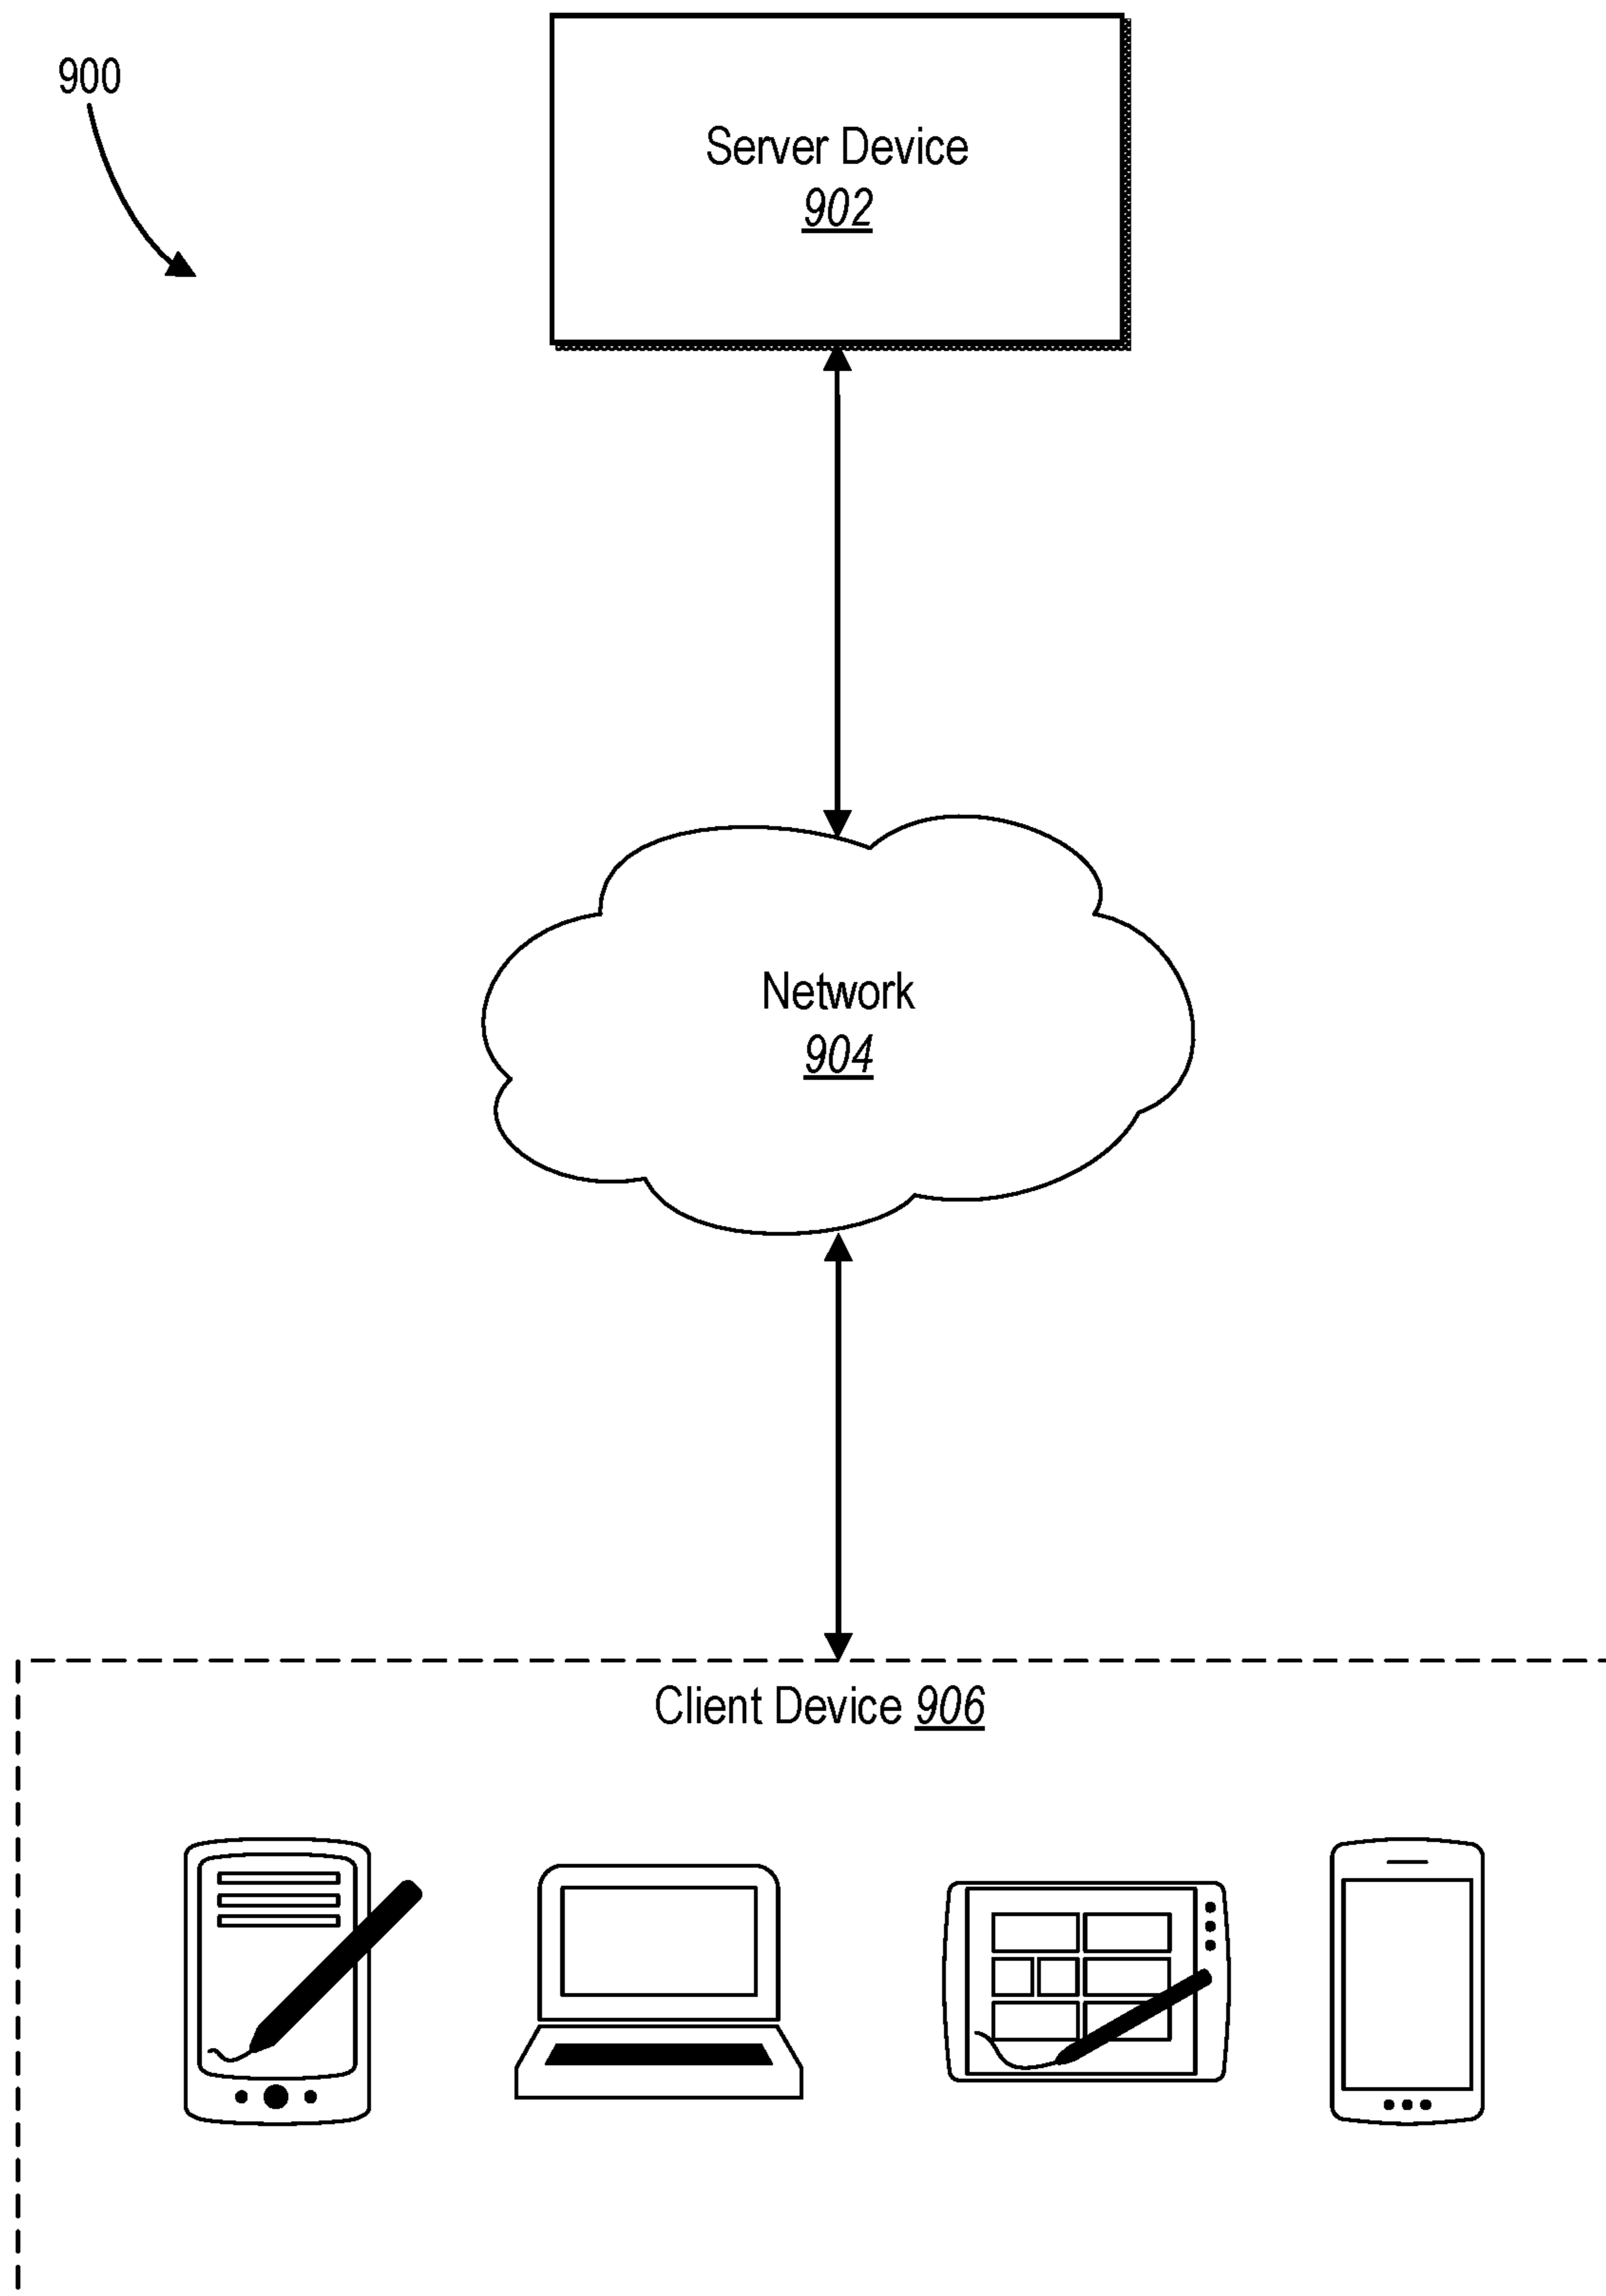 900
Server Device
902
Network
904
Client Device 906